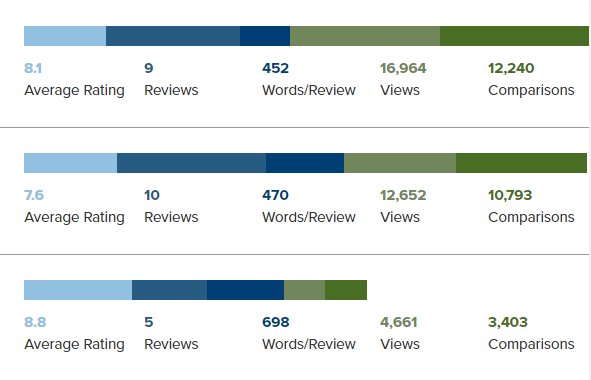 8.1 9 452 16,964 12,240
Average Rating Reviews Words/Review Views Comparisons
7.6 10 470 12,652 10,793
Average Rating Reviews Words/Review Views Comparisons
8.8 5 698 4,661 3,403
Average Rating Reviews Words/Review Views Comparisons